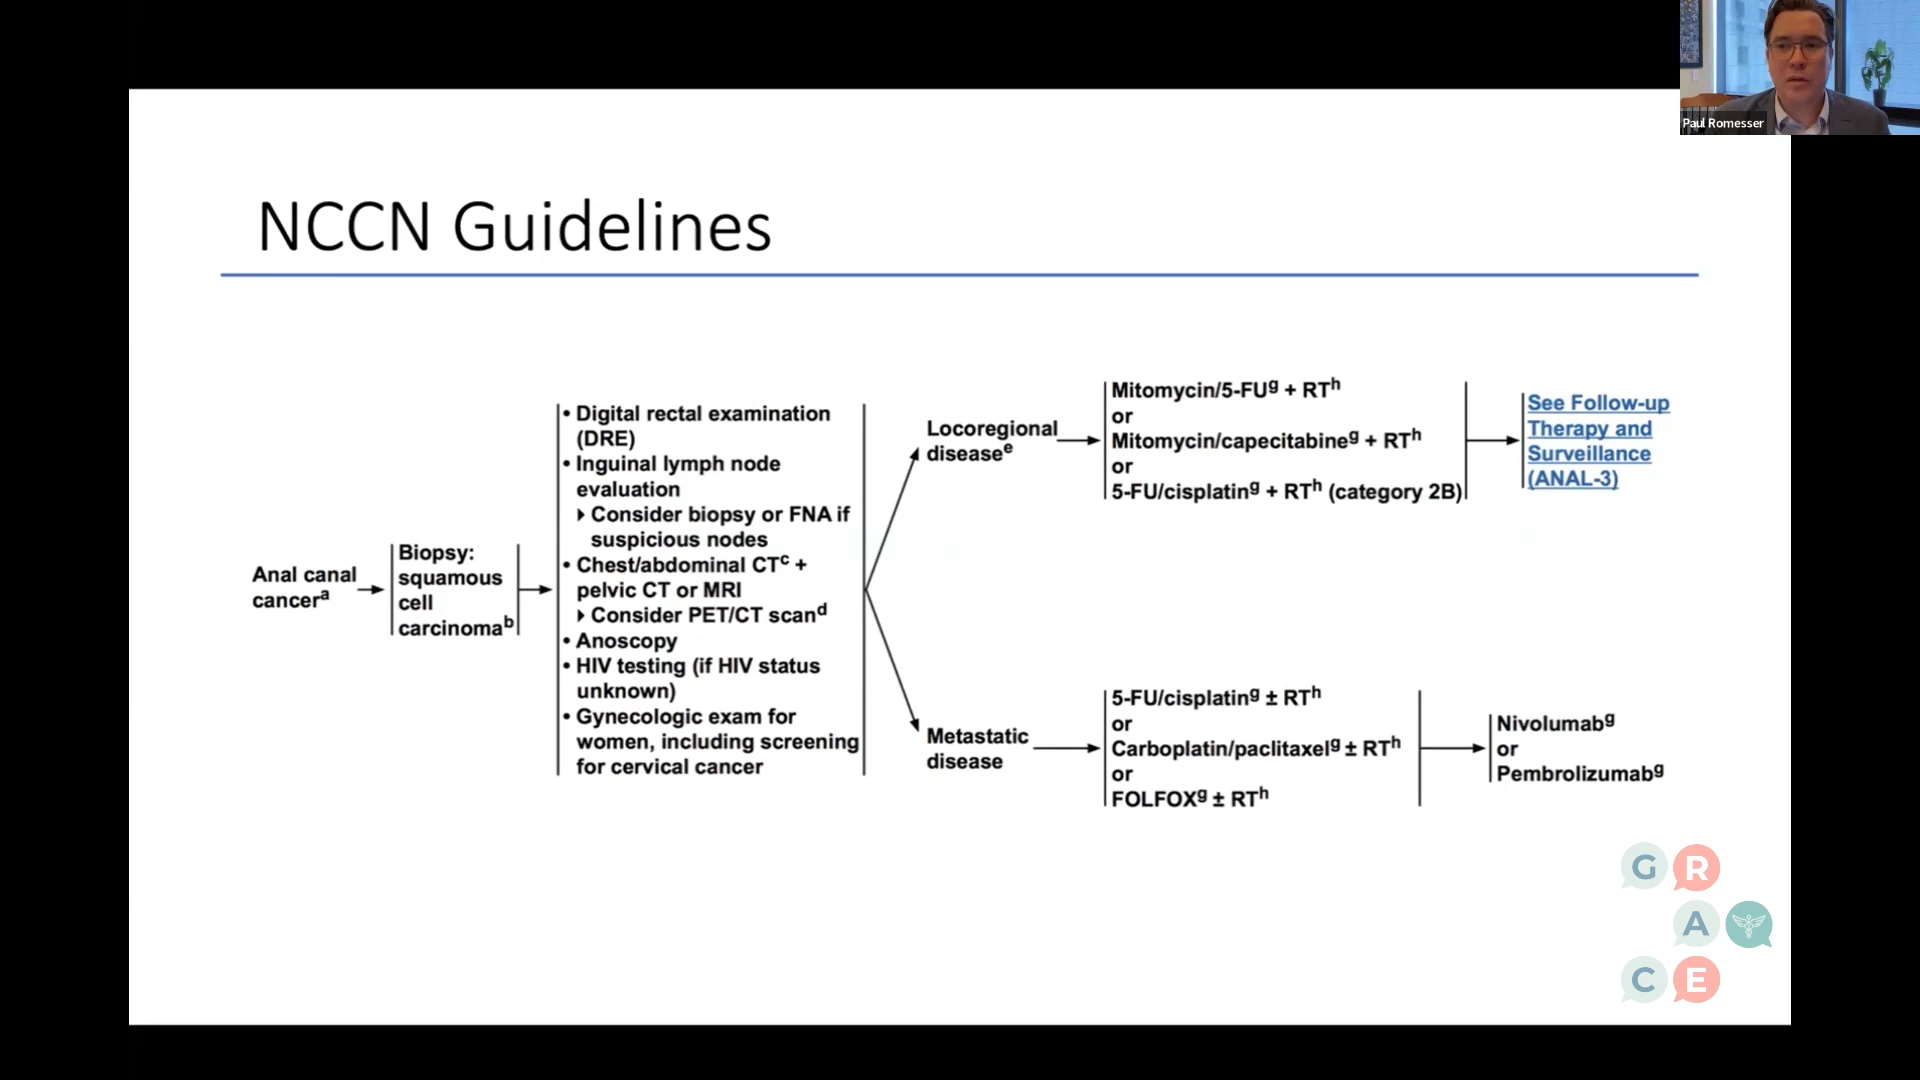 Paul Romesser
NCCN Guidelines
Anal canal
cancerᵃ
Biopsy:
squamous
cell
carcinomaᵇ
• Digital rectal examination
(DRE)
• Inguinal lymph node
evaluation
‣ Consider biopsy or FNA if
suspicious nodes
• Chest/abdominal CTᶜ +
pelvic CT or MRI
‣ Consider PET/CT scanᵈ
• Anoscopy
• HIV testing (if HIV status
unknown)
• Gynecologic exam for
women, including screening
for cervical cancer
Locoregional
diseaseᵉ
Mitomycin/5-FUᵍ + RTʰ
or
Mitomycin/capecitabineᵍ + RTʰ
or
5-FU/cisplatinᵍ + RTʰ (category 2B)
See Follow-up
Therapy and
Surveillance
(ANAL-3)
Metastatic
disease
5-FU/cisplatinᵍ ± RTʰ
or
Carboplatin/paclitaxelᵍ ± RTʰ
or
FOLFOXᵍ ± RTʰ
Nivolumabᵍ
or
Pembrolizumabᵍ
G R
A
C E